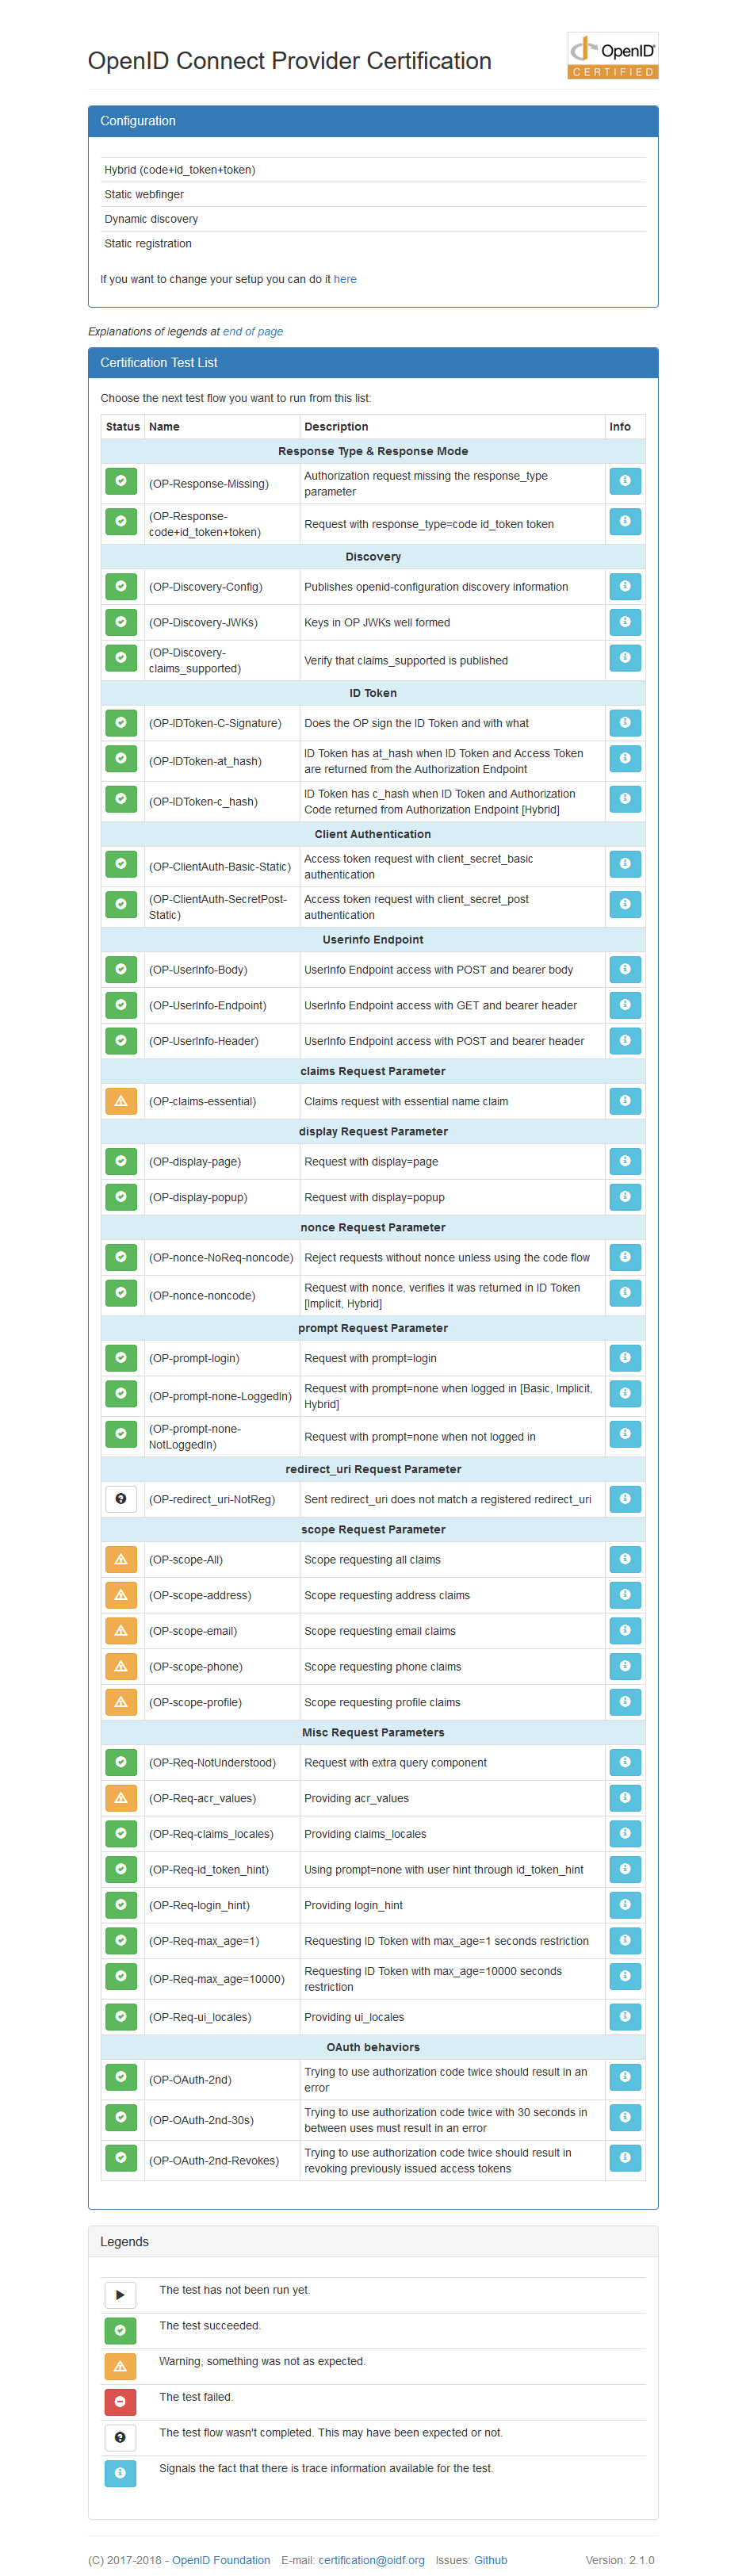 OpenID Connect Provider Certification
OpenID®
CERTIFIED
Configuration
Hybrid (code+id_token+token)
Static webfinger
Dynamic discovery
Static registration
If you want to change your setup you can do it here
Explanations of legends at end of page
Certification Test List
Choose the next test flow you want to run from this list:
Status Name Description Info
Response Type & Response Mode
(OP-Response-Missing) Authorization request missing the response_type
parameter
(OP-Response-
code+id_token+token) Request with response_type=code id_token token
Discovery
(OP-Discovery-Config) Publishes openid-configuration discovery information
(OP-Discovery-JWKs) Keys in OP JWKs well formed
(OP-Discovery-
claims_supported) Verify that claims_supported is published
ID Token
(OP-IDToken-C-Signature) Does the OP sign the ID Token and with what
(OP-IDToken-at_hash) ID Token has at_hash when ID Token and Access Token
are returned from the Authorization Endpoint
(OP-IDToken-c_hash) ID Token has c_hash when ID Token and Authorization
Code returned from Authorization Endpoint [Hybrid]
Client Authentication
(OP-ClientAuth-Basic-Static) Access token request with client_secret_basic
authentication
(OP-ClientAuth-SecretPost-
Static) Access token request with client_secret_post
authentication
Userinfo Endpoint
(OP-UserInfo-Body) UserInfo Endpoint access with POST and bearer body
(OP-UserInfo-Endpoint) UserInfo Endpoint access with GET and bearer header
(OP-UserInfo-Header) UserInfo Endpoint access with POST and bearer header
claims Request Parameter
(OP-claims-essential) Claims request with essential name claim
display Request Parameter
(OP-display-page) Request with display=page
(OP-display-popup) Request with display=popup
nonce Request Parameter
(OP-nonce-NoReq-noncode) Reject requests without nonce unless using the code flow
(OP-nonce-noncode) Request with nonce, verifies it was returned in ID Token
[Implicit, Hybrid]
prompt Request Parameter
(OP-prompt-login) Request with prompt=login
(OP-prompt-none-LoggedIn) Request with prompt=none when logged in [Basic, Implicit,
Hybrid]
(OP-prompt-none-
NotLoggedIn) Request with prompt=none when not logged in
redirect_uri Request Parameter
(OP-redirect_uri-NotReg) Sent redirect_uri does not match a registered redirect_uri
scope Request Parameter
(OP-scope-All) Scope requesting all claims
(OP-scope-address) Scope requesting address claims
(OP-scope-email) Scope requesting email claims
(OP-scope-phone) Scope requesting phone claims
(OP-scope-profile) Scope requesting profile claims
Misc Request Parameters
(OP-Req-NotUnderstood) Request with extra query component
(OP-Req-acr_values) Providing acr_values
(OP-Req-claims_locales) Providing claims_locales
(OP-Req-id_token_hint) Using prompt=none with user hint through id_token_hint
(OP-Req-login_hint) Providing login_hint
(OP-Req-max_age=1) Requesting ID Token with max_age=1 seconds restriction
(OP-Req-max_age=10000) Requesting ID Token with max_age=10000 seconds
restriction
(OP-Req-ui_locales) Providing ui_locales
OAuth behaviors
(OP-OAuth-2nd) Trying to use authorization code twice should result in an
error
(OP-OAuth-2nd-30s) Trying to use authorization code twice with 30 seconds in
between uses must result in an error
(OP-OAuth-2nd-Revokes) Trying to use authorization code twice should result in
revoking previously issued access tokens
Legends
The test has not been run yet.
The test succeeded.
Warning, something was not as expected.
The test failed.
The test flow wasn't completed. This may have been expected or not.
Signals the fact that there is trace information available for the test.
(C) 2017-2018 - OpenID Foundation E-mail: certification@oidf.org Issues: Github Version: 2.1.0